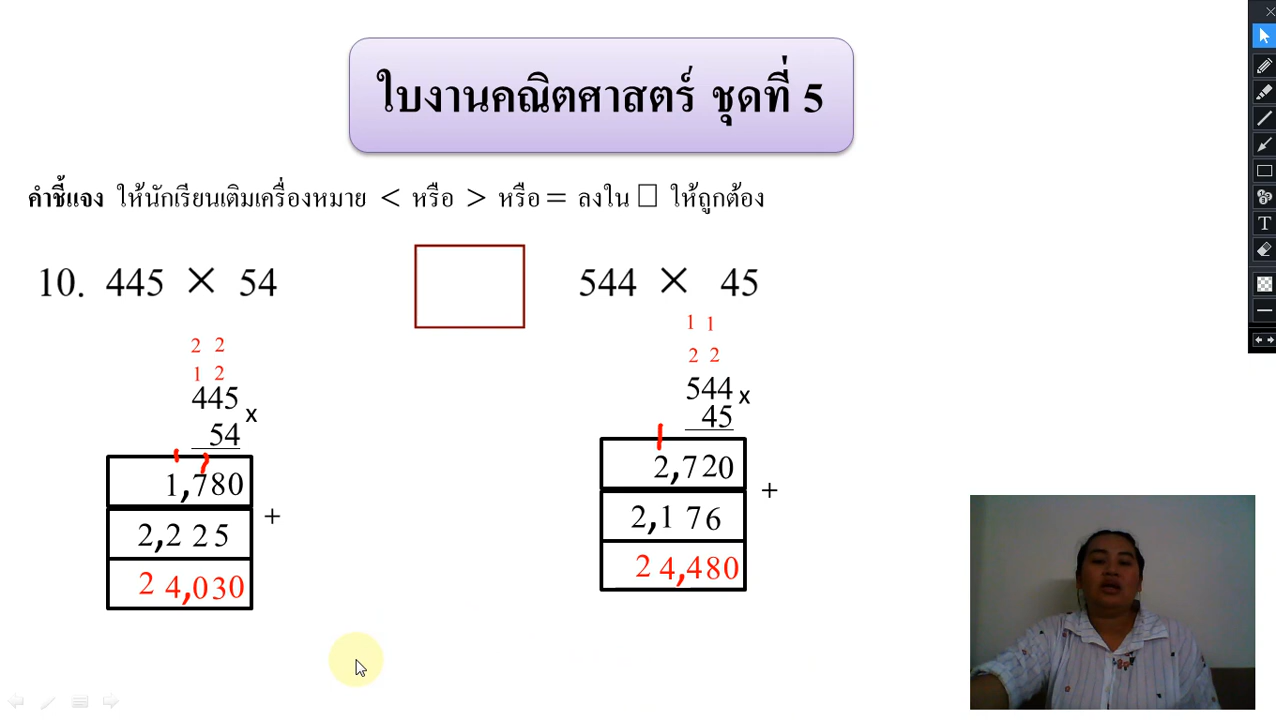 ใบงานคณิตศาสตร์ ชุดที่ 5
คำชี้แจง ให้นักเรียนเติมเครื่องหมาย < หรือ > หรือ = ลงใน □ ให้ถูกต้อง
10. 445 × 54
544 × 45
2 2
1 2
445 x
54
1,780
+
2,225
24,030
1 1
2 2
544 x
45
2,720
+
2,176
24,480